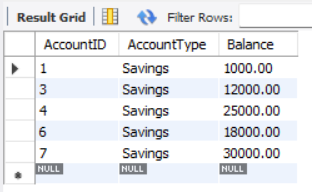 Result Grid Filter Rows:
AccountID AccountType Balance
1 Savings 1000.00
3 Savings 12000.00
4 Savings 25000.00
6 Savings 18000.00
7 Savings 30000.00
NULL NULL NULL